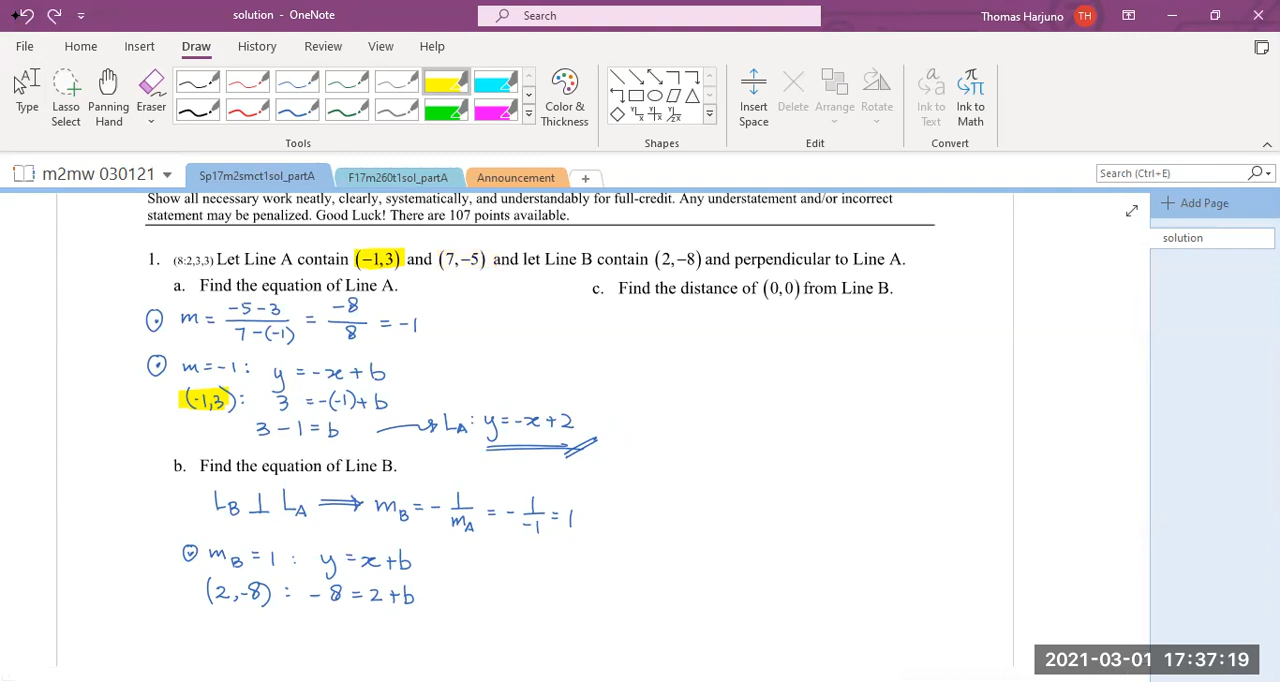 solution - OneNote
Search
Thomas Harjuno TH
File Home Insert Draw History Review View Help
Type
Lasso Select
Panning Hand
Eraser
Color & Thickness
Insert Space
Delete
Arrange
Rotate
Ink to Text
Ink to Math
Tools Shapes Edit Convert
m2mw 030121
Sp17m2smct1sol_partA F17m260t1sol_partA Announcement +
Search (Ctrl+E)
Add Page
solution
Show all necessary work neatly, clearly, systematically, and understandably for full-credit. Any understatement and/or incorrect
statement may be penalized. Good Luck! There are 107 points available.
1. (8:2,3,3) Let Line A contain (−1,3) and (7,−5) and let Line B contain (2,−8) and perpendicular to Line A.
a. Find the equation of Line A.
c. Find the distance of (0,0) from Line B.
m = (-5-3)/(7-(-1)) = -8/8 = -1
m = -1 : y = -x + b
(-1,3) : 3 = -(-1) + b
3 - 1 = b → L_A : y = -x + 2
b. Find the equation of Line B.
L_B ⊥ L_A ⟹ m_B = - 1/m_A = - 1/-1 = 1
m_B = 1 : y = x + b
(2,-8) : -8 = 2 + b
2021-03-01 17:37:19